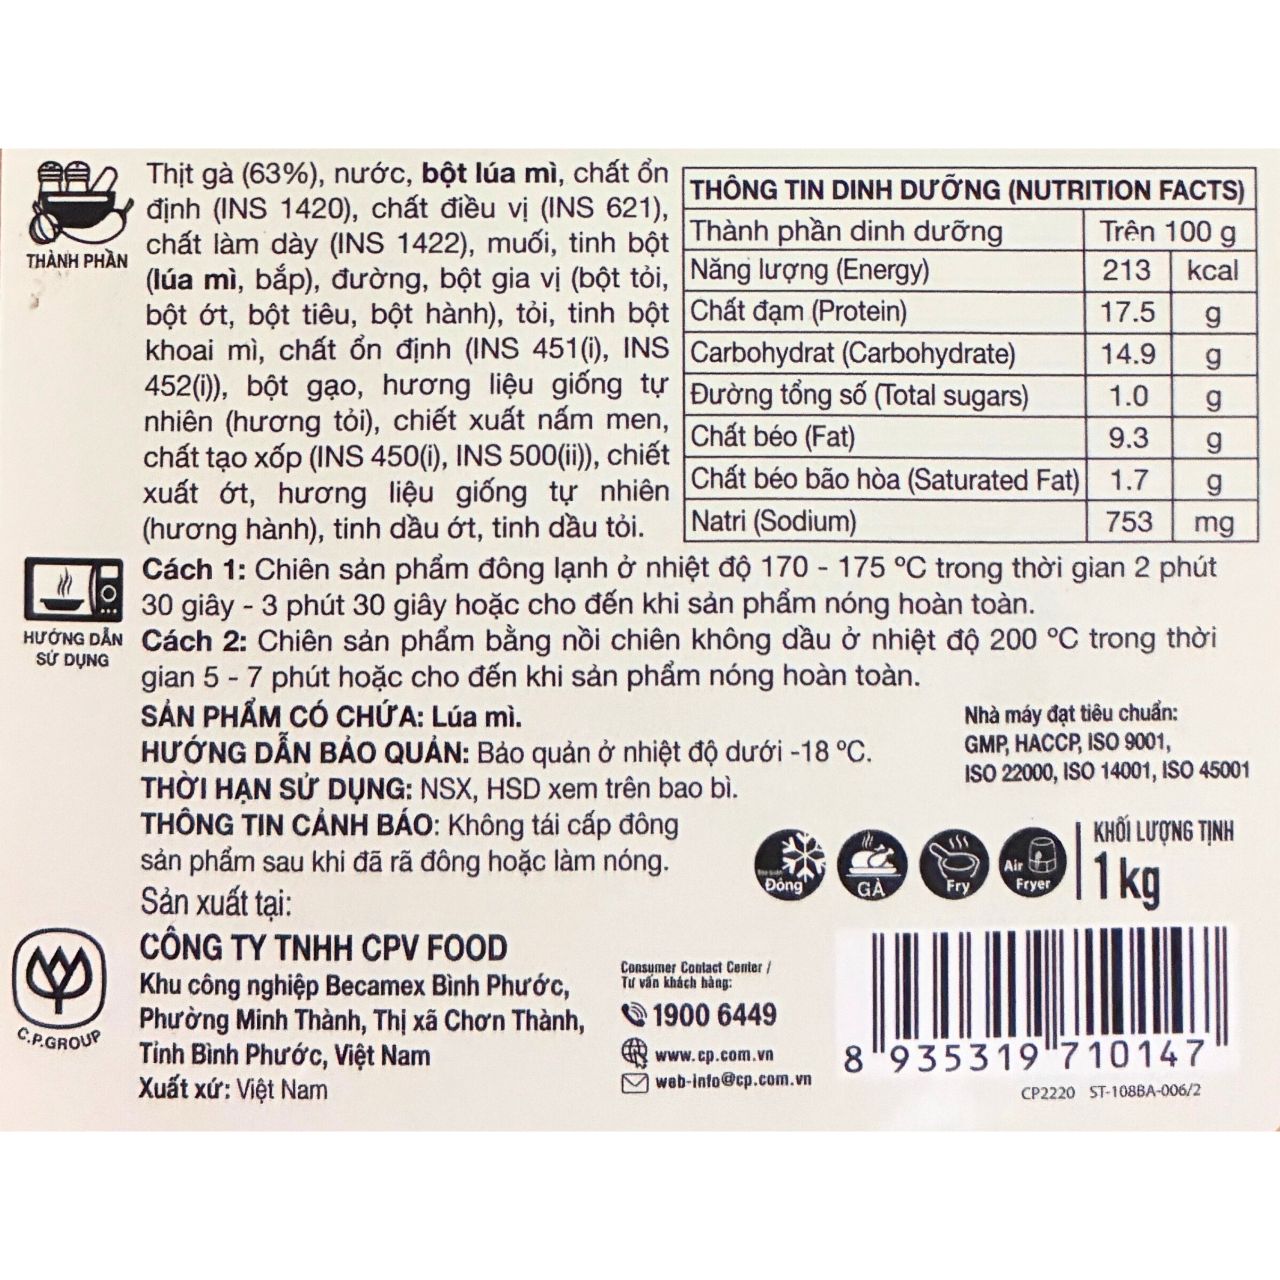 THÀNH PHẦN
Thịt gà (63%), nước, bột lúa mì, chất ổn
định (INS 1420), chất điều vị (INS 621),
chất làm dày (INS 1422), muối, tinh bột
(lúa mì, bắp), đường, bột gia vị (bột tỏi,
bột ớt, bột tiêu, bột hành), tỏi, tinh bột
khoai mì, chất ổn định (INS 451(i), INS
452(i)), bột gạo, hương liệu giống tự
nhiên (hương tỏi), chiết xuất nấm men,
chất tạo xốp (INS 450(i), INS 500(ii)), chiết
xuất ớt, hương liệu giống tự nhiên
(hương hành), tinh dầu ớt, tinh dầu tỏi.
THÔNG TIN DINH DƯỠNG (NUTRITION FACTS)
Thành phần dinh dưỡng Trên 100 g
Năng lượng (Energy) 213 kcal
Chất đạm (Protein) 17.5 g
Carbohydrat (Carbohydrate) 14.9 g
Đường tổng số (Total sugars) 1.0 g
Chất béo (Fat) 9.3 g
Chất béo bão hòa (Saturated Fat) 1.7 g
Natri (Sodium) 753 mg
HƯỚNG DẪN
SỬ DỤNG
Cách 1: Chiên sản phẩm đông lạnh ở nhiệt độ 170 - 175 ºC trong thời gian 2 phút
30 giây - 3 phút 30 giây hoặc cho đến khi sản phẩm nóng hoàn toàn.
Cách 2: Chiên sản phẩm bằng nồi chiên không dầu ở nhiệt độ 200 ºC trong thời
gian 5 - 7 phút hoặc cho đến khi sản phẩm nóng hoàn toàn.
SẢN PHẨM CÓ CHỨA: Lúa mì.
HƯỚNG DẪN BẢO QUẢN: Bảo quản ở nhiệt độ dưới -18 ºC.
THỜI HẠN SỬ DỤNG: NSX, HSD xem trên bao bì.
THÔNG TIN CẢNH BÁO: Không tái cấp đông
sản phẩm sau khi đã rã đông hoặc làm nóng.
Nhà máy đạt tiêu chuẩn:
GMP, HACCP, ISO 9001,
ISO 22000, ISO 14001, ISO 45001
Đông
GÀ
Fry
Air
Fryer
KHỐI LƯỢNG TỊNH
1kg
Sản xuất tại:
CÔNG TY TNHH CPV FOOD
Khu công nghiệp Becamex Bình Phước,
Phường Minh Thành, Thị xã Chơn Thành,
Tỉnh Bình Phước, Việt Nam
Xuất xứ: Việt Nam
C.P.GROUP
Consumer Contact Center /
Tư vấn khách hàng:
1900 6449
www.cp.com.vn
web-info@cp.com.vn
8 935319 710147
CP2220 ST-108BA-006/2